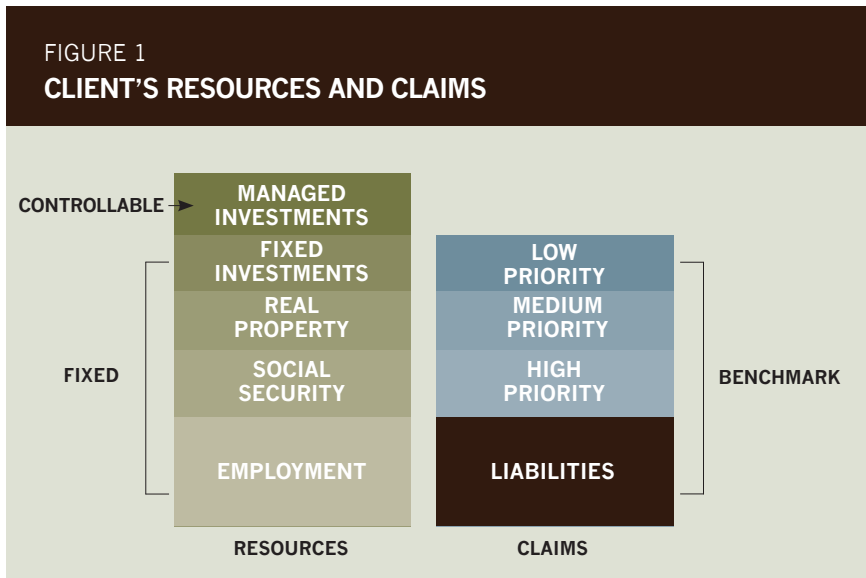 FIGURE 1
CLIENT'S RESOURCES AND CLAIMS
CONTROLLABLE
MANAGED
INVESTMENTS
FIXED
INVESTMENTS
REAL
PROPERTY
SOCIAL
SECURITY
EMPLOYMENT
FIXED
RESOURCES
LOW
PRIORITY
MEDIUM
PRIORITY
HIGH
PRIORITY
LIABILITIES
BENCHMARK
CLAIMS